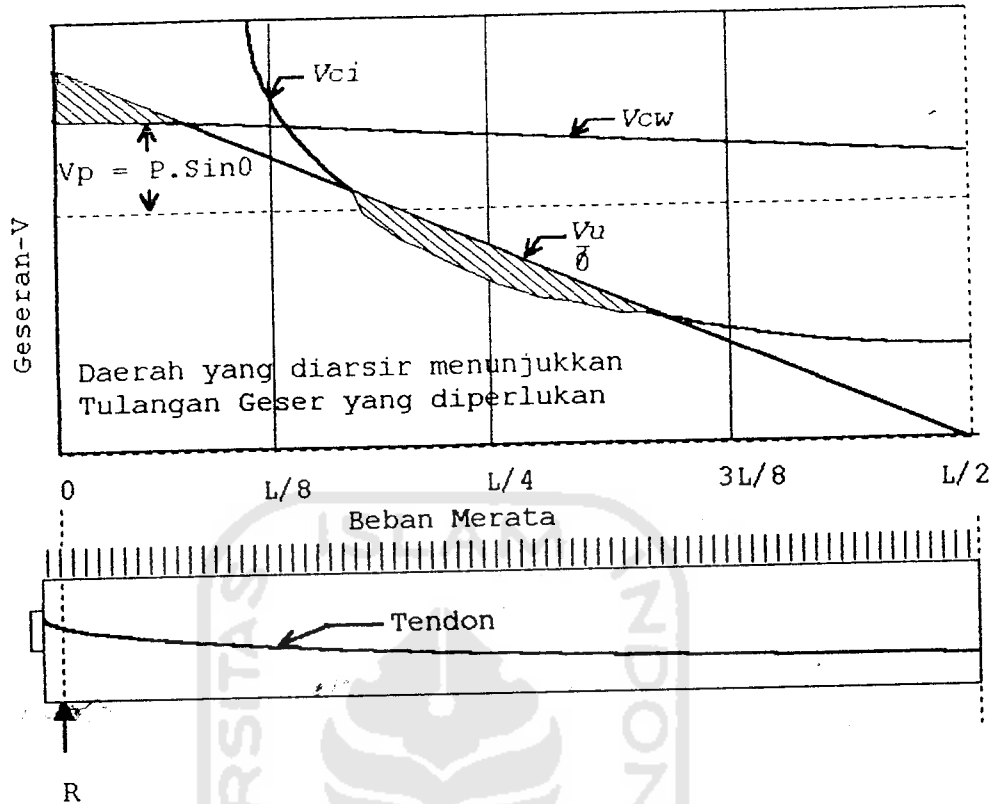 Vci
Vcw
Vp = P.Sin0
Vu
ø
Geseran-V
Daerah yang diarsir menunjukkan
Tulangan Geser yang diperlukan
0 L/8 L/4 3L/8 L/2
Beban Merata
ISLAM
Tendon
R